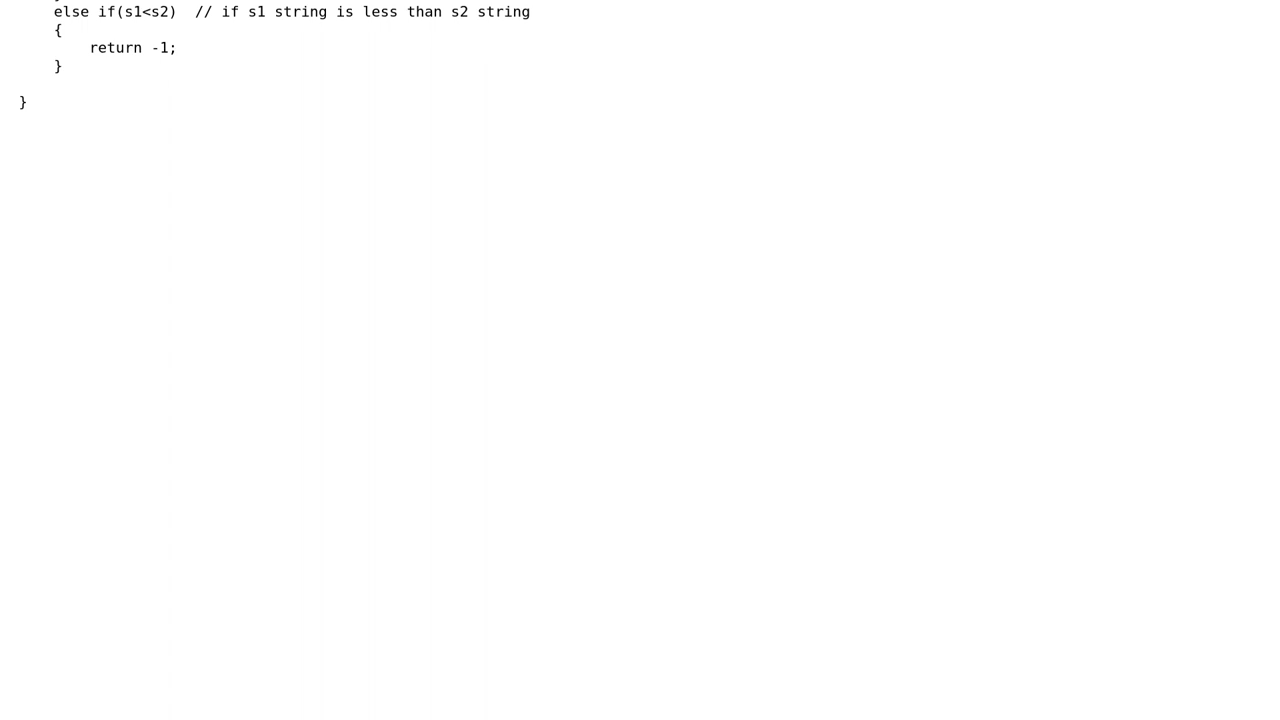 else if(s1<s2)  // if s1 string is less than s2 string
    {
        return -1;
    }

}